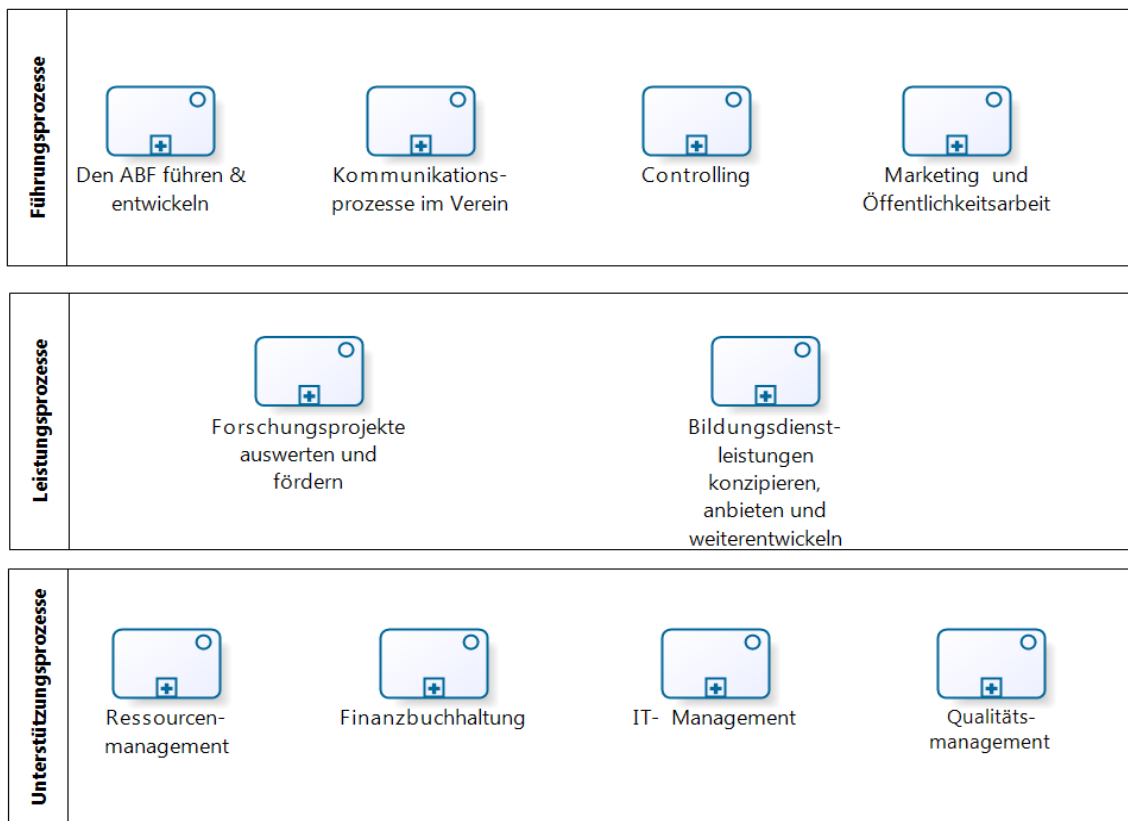 Führungsprozesse
Den ABF führen &
entwickeln
Kommunikations-
prozesse im Verein
Controlling
Marketing und
Öffentlichkeitsarbeit
Leistungsprozesse
Forschungsprojekte
auswerten und
fördern
Bildungsdienst-
leistungen
konzipieren,
anbieten und
weiterentwickeln
Unterstützungsprozesse
Ressourcen-
management
Finanzbuchhaltung
IT- Management
Qualitäts-
management